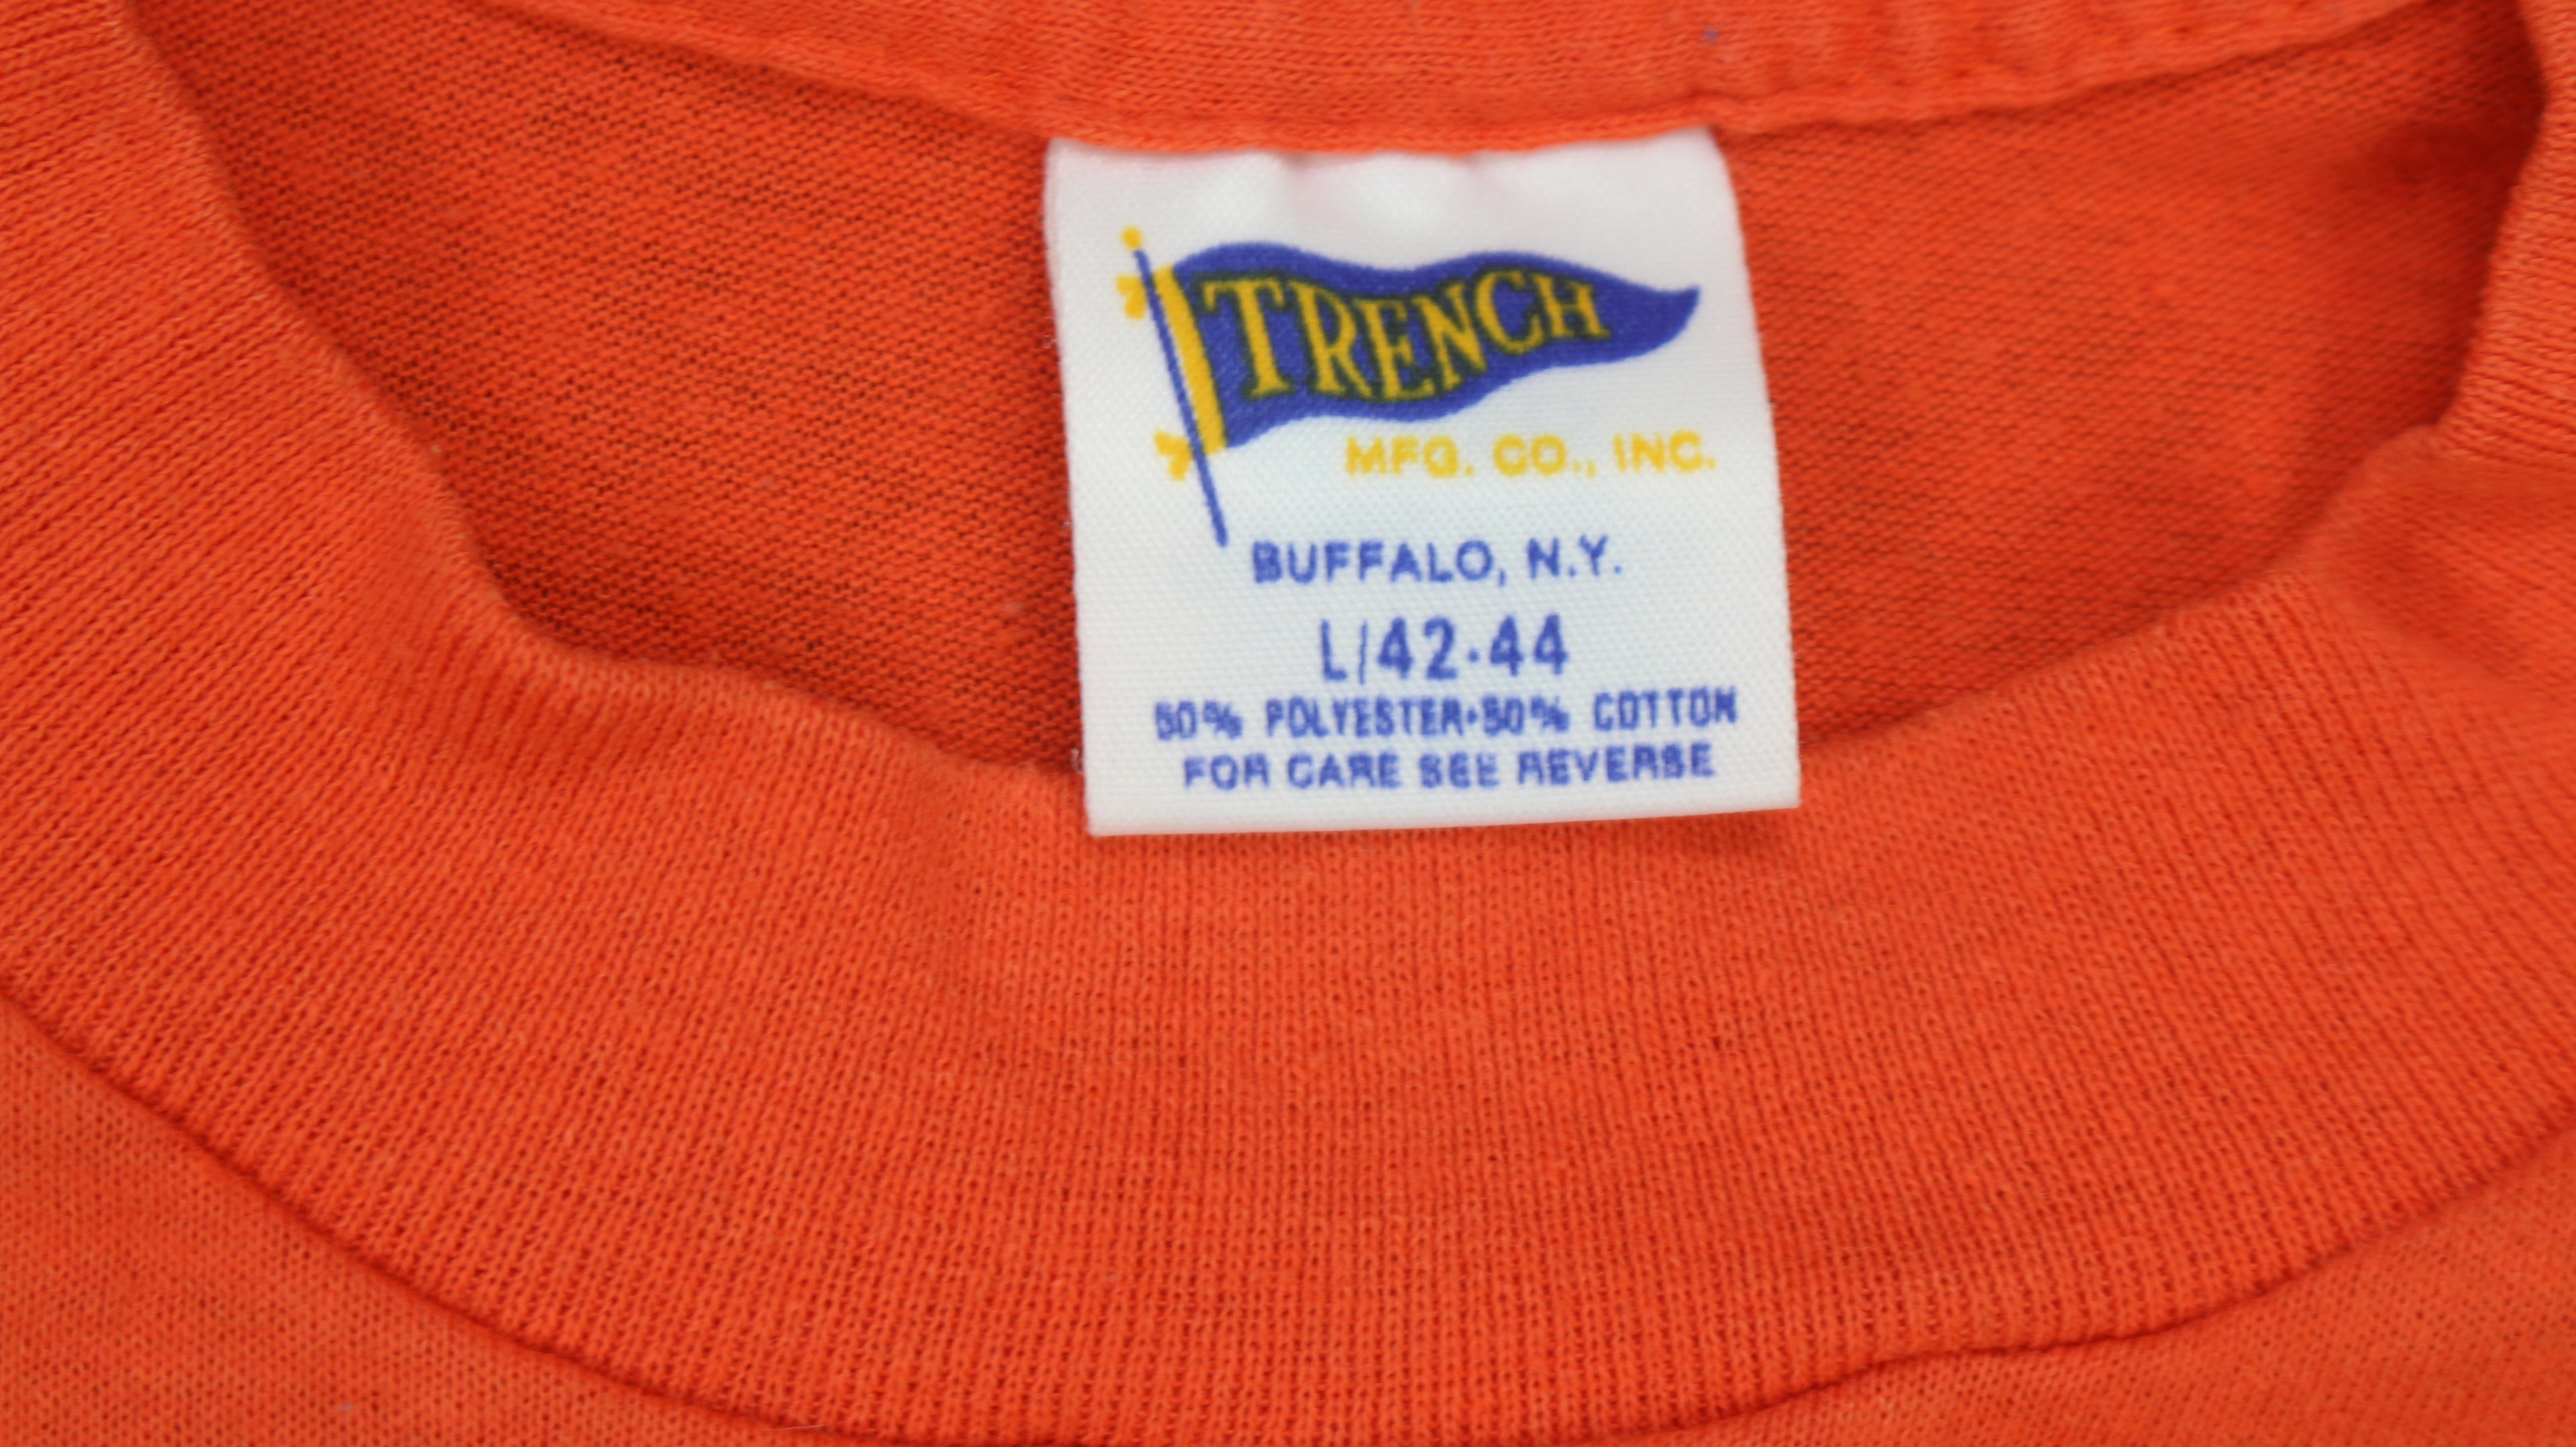 TRENCH
MFG. CO., INC.
BUFFALO, N.Y.
L/42·44
50% POLYESTER·50% COTTON
FOR CARE SEE REVERSE